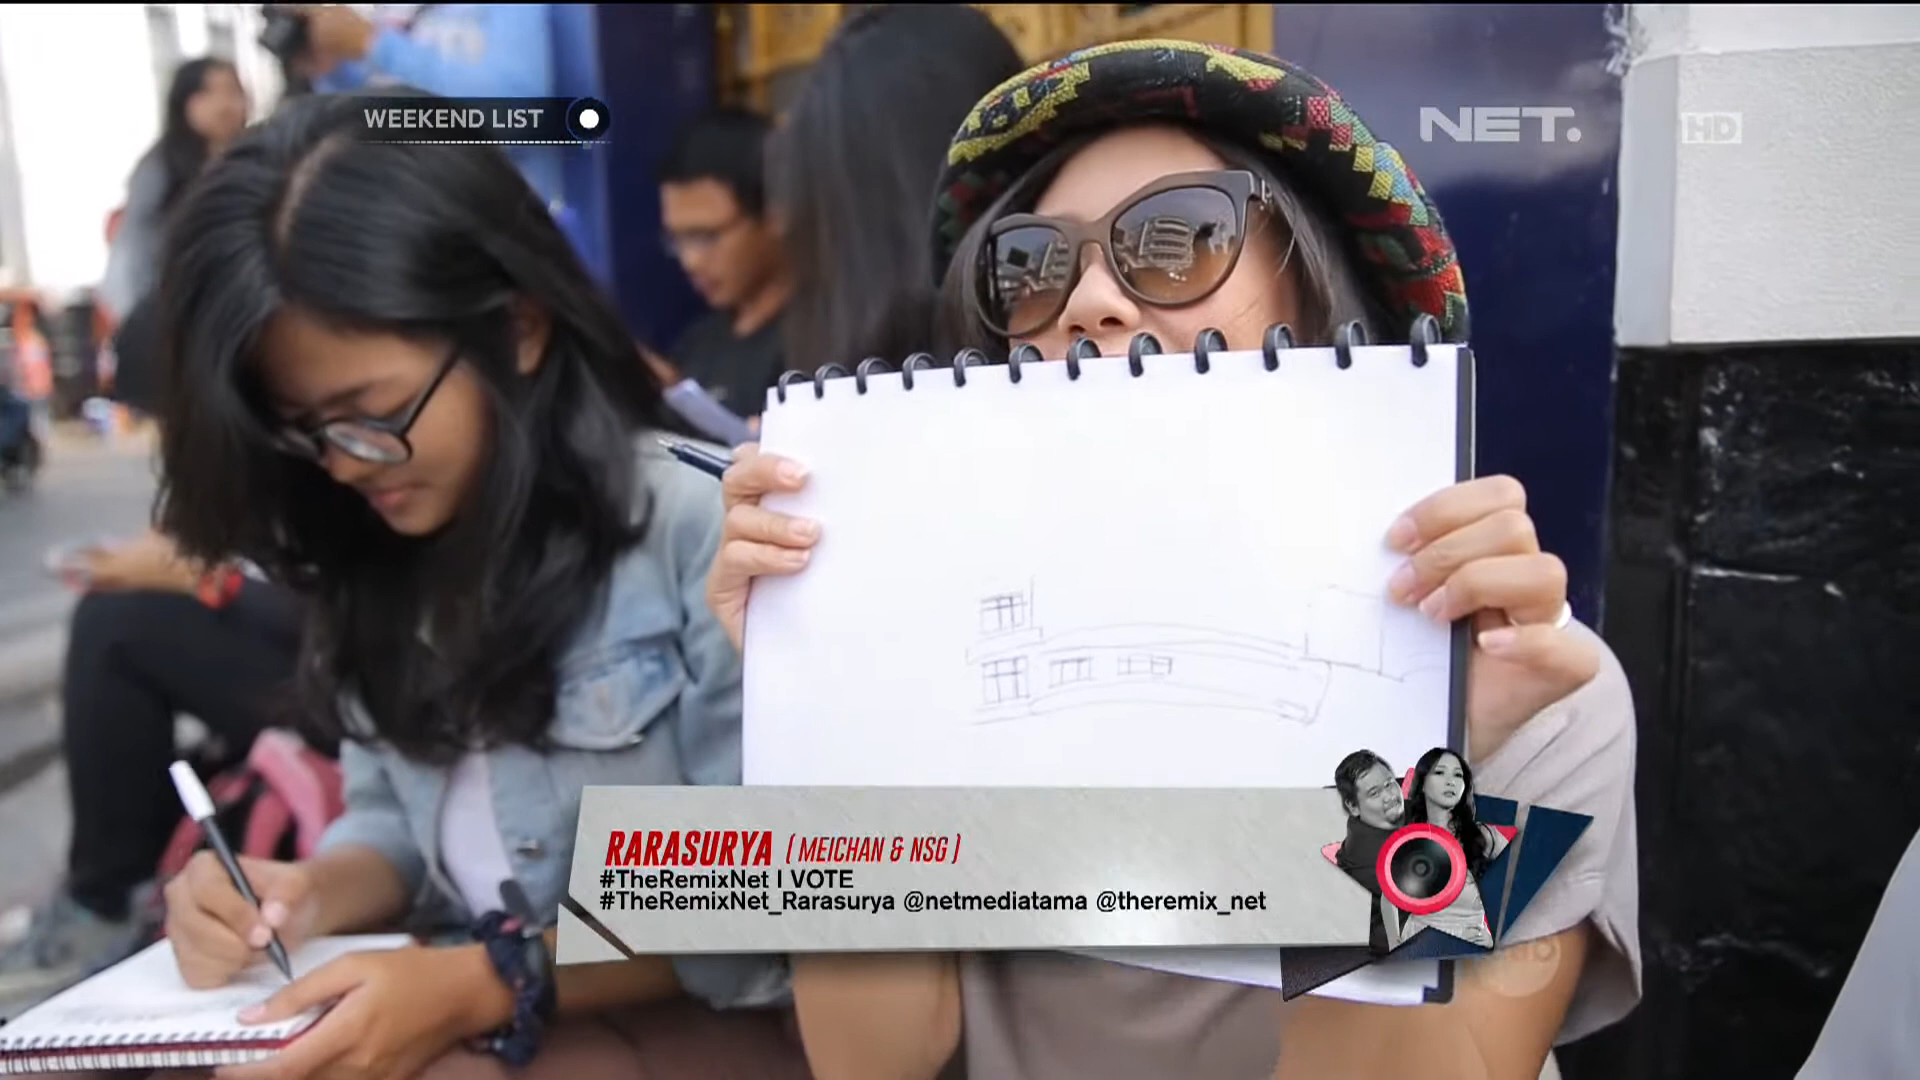 WEEKEND LIST
NET.
HD
RARASURYA (MEICHAN & NSG)
#TheRemixNet I VOTE
#TheRemixNet_Rarasurya @netmediatama @theremix_net